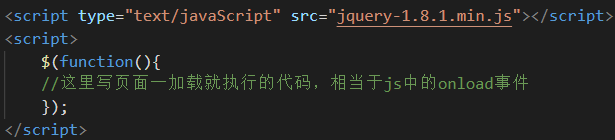 <script type="text/javaScript" src="jquery-1.8.1.min.js"></script>
<script>
$(function(){
//这里写页面一加载就执行的代码，相当于js中的onload事件
});
</script>